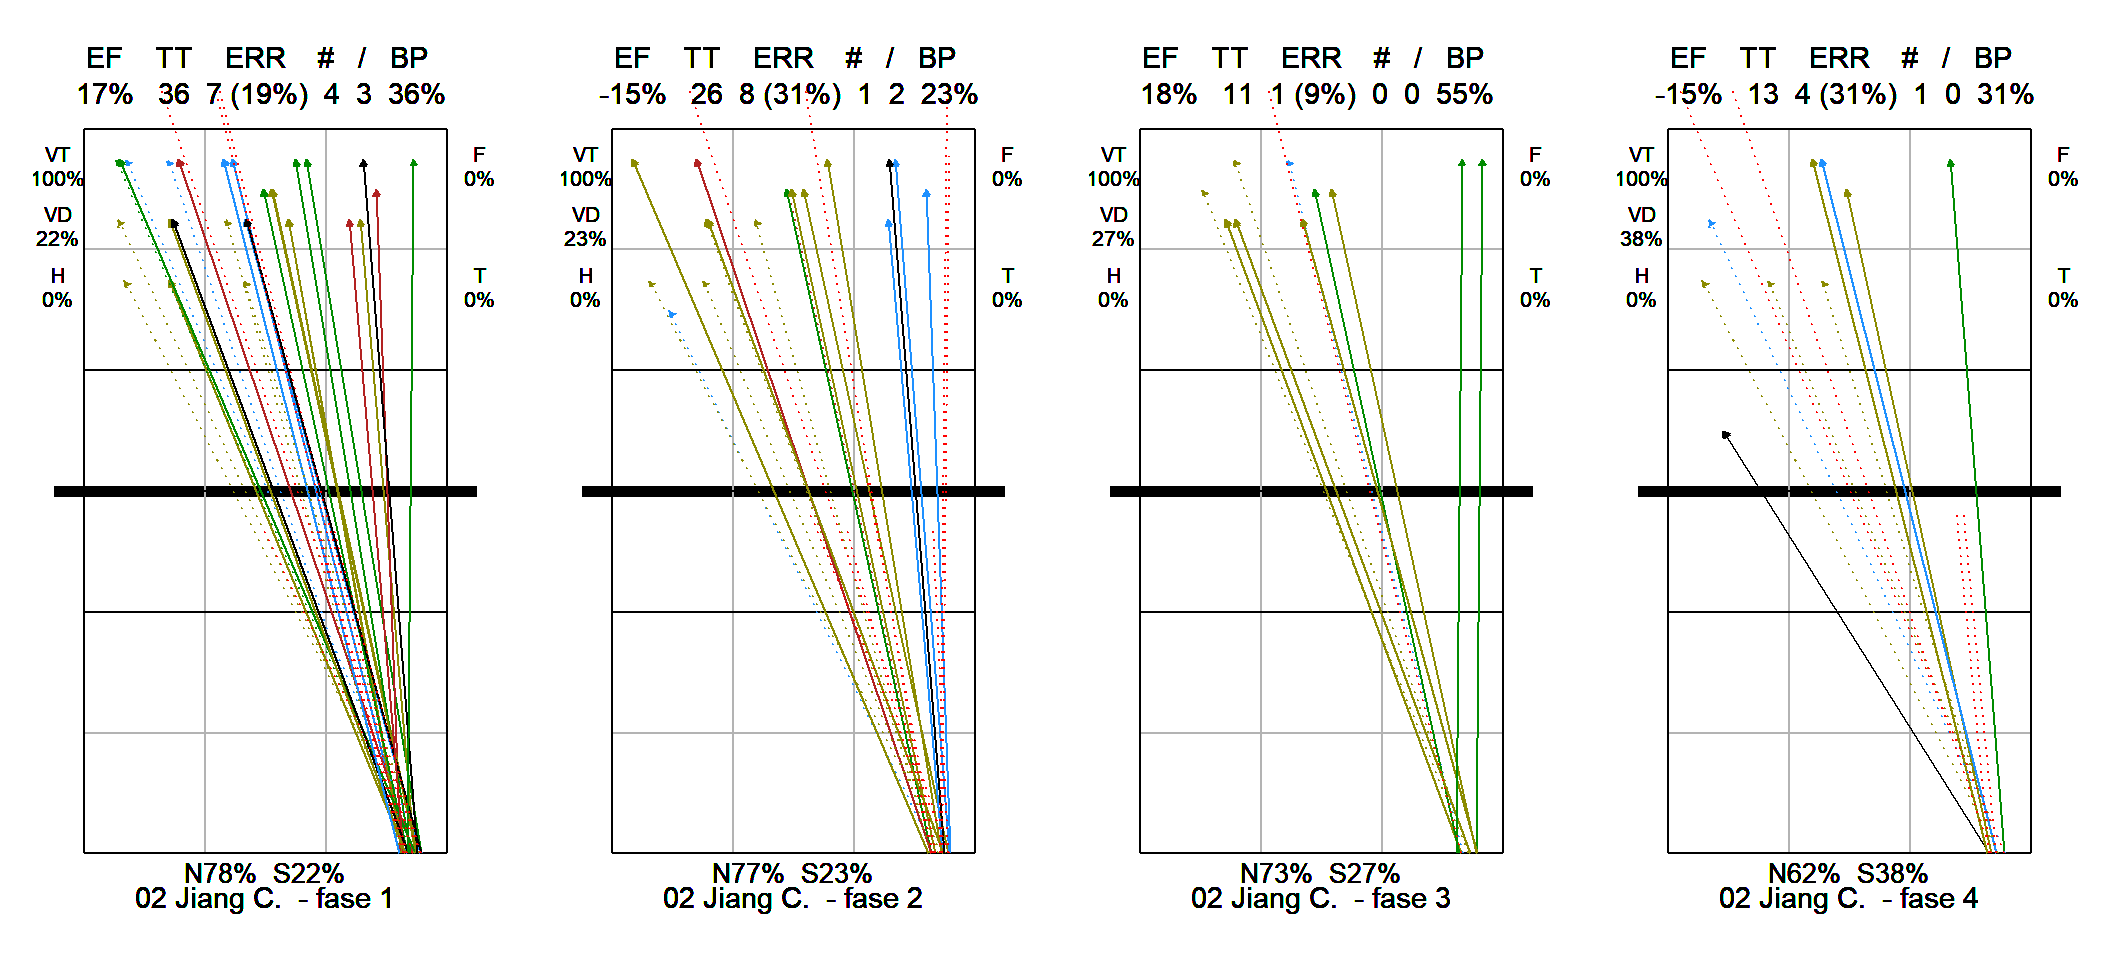 EF TT ERR # / BP
17% 36 7 (19%) 4 3 36%
VT
100%
VD
22%
H
0%
F
0%
T
0%
N78% S22%
02 Jiang C. - fase 1
EF TT ERR # / BP
-15% 26 8 (31%) 1 2 23%
VT
100%
VD
23%
H
0%
F
0%
T
0%
N77% S23%
02 Jiang C. - fase 2
EF TT ERR # / BP
18% 11 1 (9%) 0 0 55%
VT
100%
VD
27%
H
0%
F
0%
T
0%
N73% S27%
02 Jiang C. - fase 3
EF TT ERR # / BP
-15% 13 4 (31%) 1 0 31%
VT
100%
VD
38%
H
0%
F
0%
T
0%
N62% S38%
02 Jiang C. - fase 4